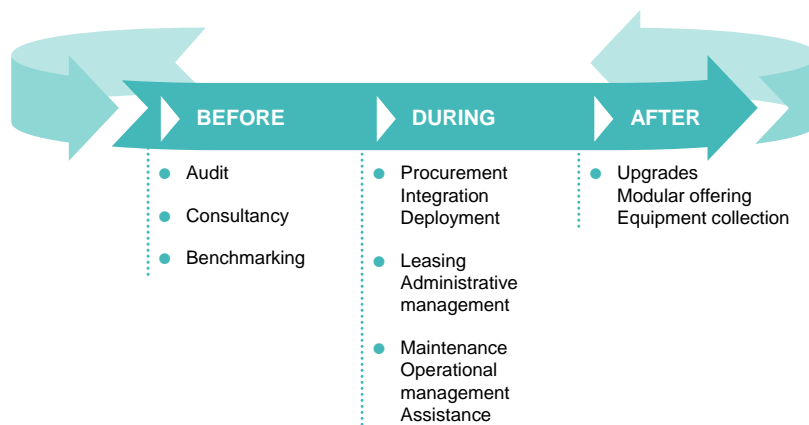 BEFORE
Audit
Consultancy
Benchmarking
DURING
Procurement
Integration
Deployment
Leasing
Administrative
management
Maintenance
Operational
management
Assistance
AFTER
Upgrades
Modular offering
Equipment collection